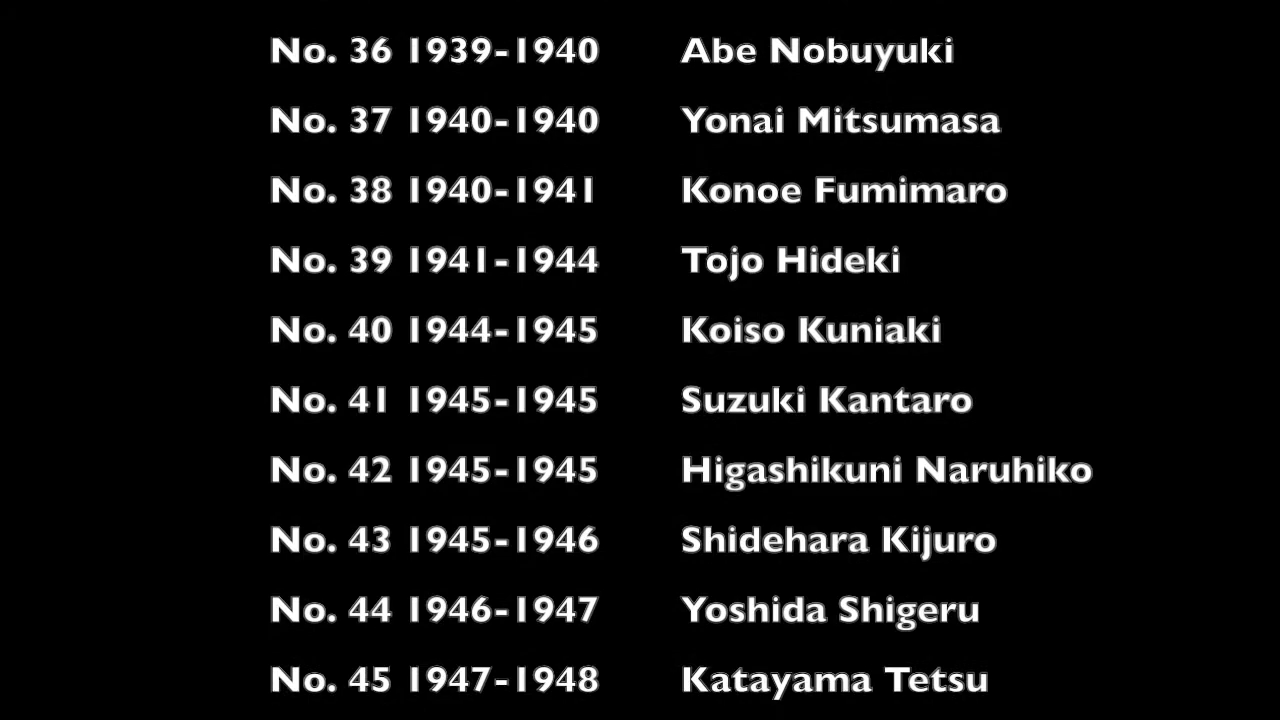 No. 36 1939-1940 Abe Nobuyuki
No. 37 1940-1940 Yonai Mitsumasa
No. 38 1940-1941 Konoe Fumimaro
No. 39 1941-1944 Tojo Hideki
No. 40 1944-1945 Koiso Kuniaki
No. 41 1945-1945 Suzuki Kantaro
No. 42 1945-1945 Higashikuni Naruhiko
No. 43 1945-1946 Shidehara Kijuro
No. 44 1946-1947 Yoshida Shigeru
No. 45 1947-1948 Katayama Tetsu